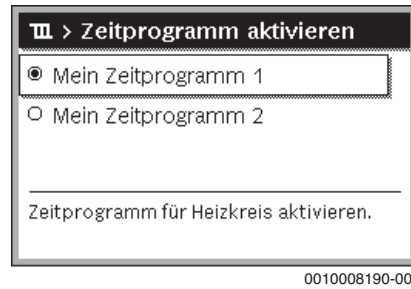 > Zeitprogramm aktivieren
Mein Zeitprogramm 1
Mein Zeitprogramm 2
Zeitprogramm für Heizkreis aktivieren.
0010008190-00